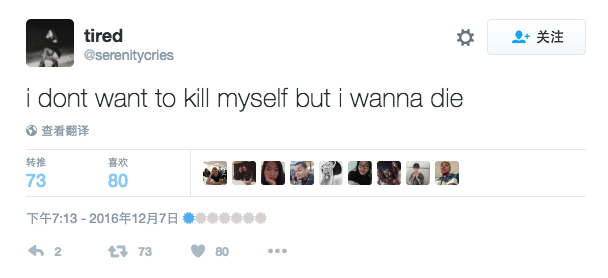 tired
@serenitycries
关注
i dont want to kill myself but i wanna die
查看翻译
转推
喜欢
73
80
下午7:13 - 2016年12月7日
2
73
80